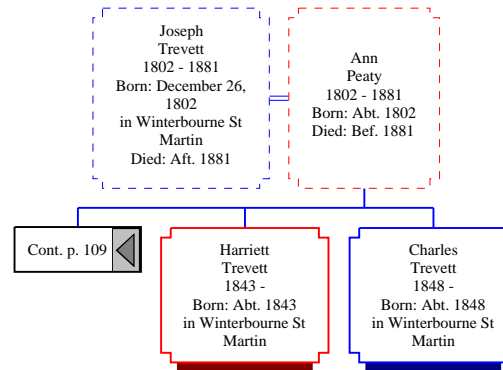 Joseph
Trevett
1802 - 1881
Born: December 26,
1802
in Winterbourne St
Martin
Died: Aft. 1881
Ann
Peaty
1802 - 1881
Born: Abt. 1802
Died: Bef. 1881
Cont. p. 109
Harriett
Trevett
1843 -
Born: Abt. 1843
in Winterbourne St
Martin
Charles
Trevett
1848 -
Born: Abt. 1848
in Winterbourne St
Martin